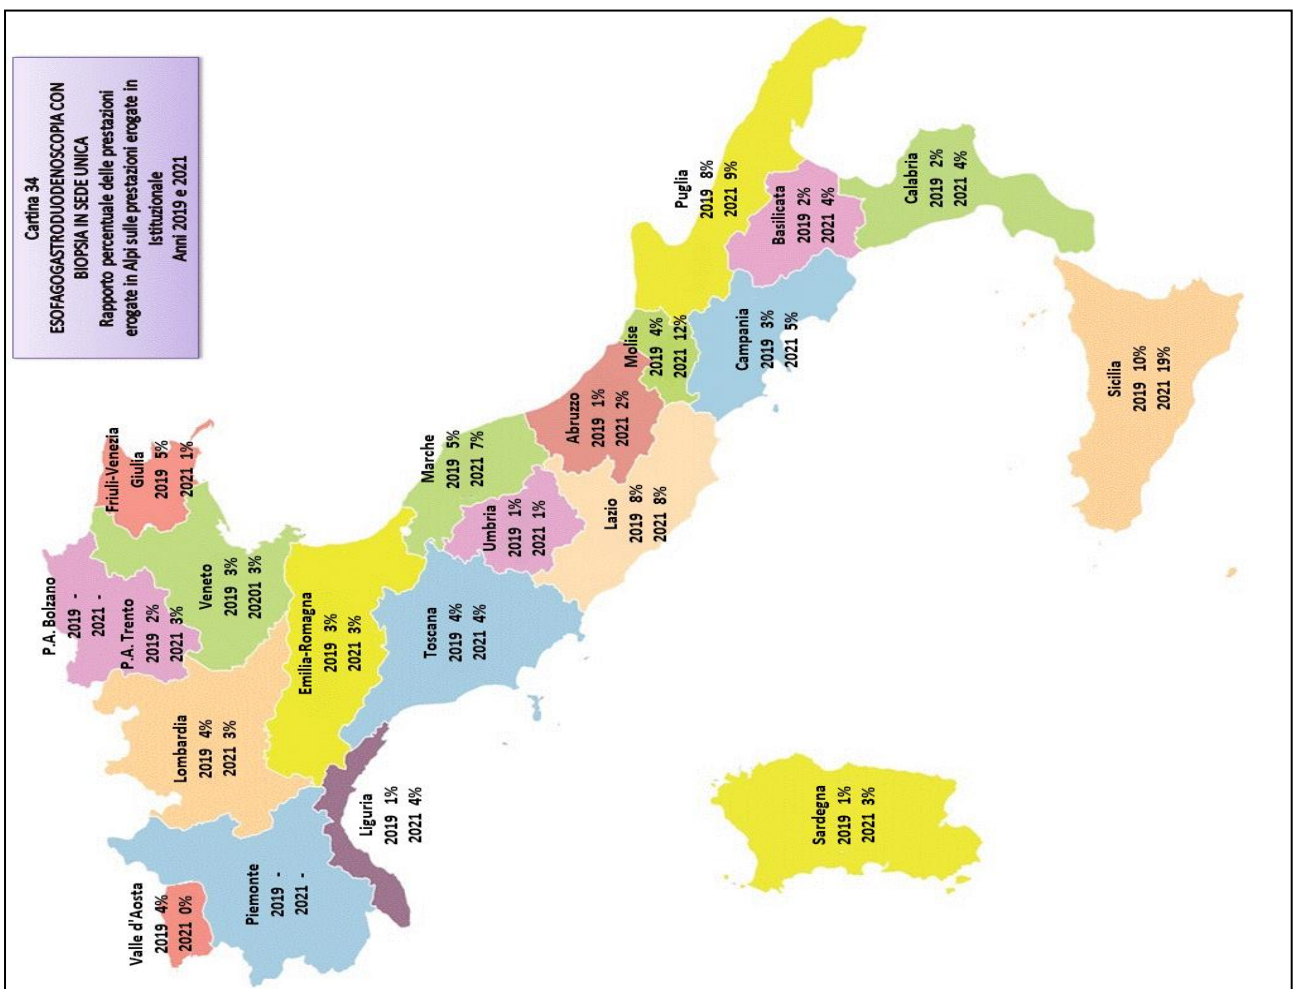 Cartina 34
ESOFAGOGASTRODUODENOSCOPIA CON
BIOPSIA IN SEDE UNICA
Rapporto percentuale delle prestazioni
erogate in Alpi sulle prestazioni erogate in
Istituzionale
Anni 2019 e 2021
P.A. Bolzano
2019 -
2021 -
P.A. Trento
2019 2%
2021 3%
Friuli-Venezia
Giulia
2019 5%
2021 1%
Valle d'Aosta
2019 4%
2021 0%
Lombardia
2019 4%
2021 3%
Veneto
2019 3%
20201 3%
Piemonte
2019 -
2021 -
Emilia-Romagna
2019 3%
2021 3%
Liguria
2019 1%
2021 4%
Toscana
2019 4%
2021 4%
Marche
2019 5%
2021 7%
Umbria
2019 1%
2021 1%
Abruzzo
2019 1%
2021 2%
Lazio
2019 8%
2021 8%
Molise
2019 4%
2021 12%
Puglia
2019 8%
2021 9%
Campania
2019 3%
2021 5%
Basilicata
2019 2%
2021 4%
Sardegna
2019 1%
2021 3%
Calabria
2019 2%
2021 4%
Sicilia
2019 10%
2021 19%